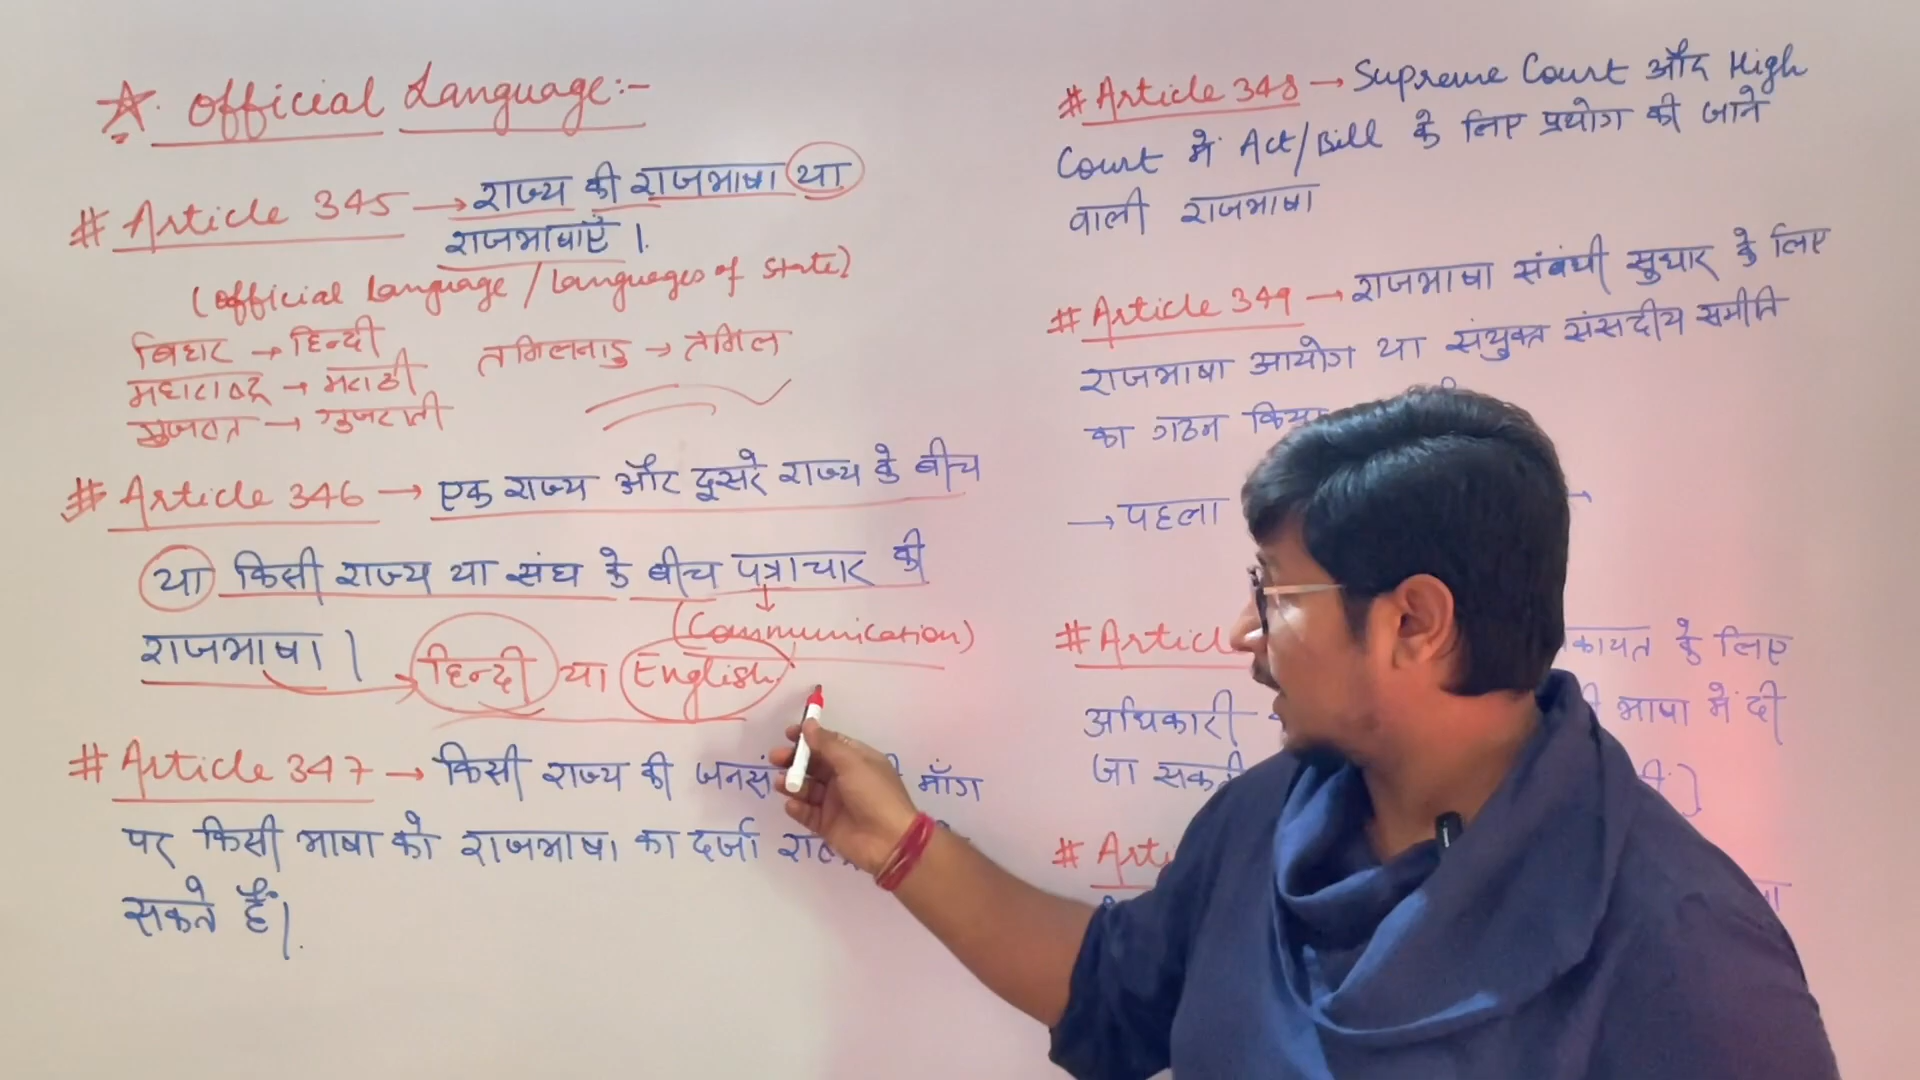 ☆. Official Language:-
# Article 345 → राज्य की राजभाषा या
राजभाषाएँ ।
(official Language / Languages of State)
बिहार → हिन्दी
महाराष्ट्र → मराठी
गुजरात → गुजराती
तमिलनाडु → तमिल
# Article 346 → एक राज्य और दूसरे राज्य के बीच
या किसी राज्य या संघ के बीच पत्राचार की
(Communication)
राजभाषा । → हिन्दी या English
# Article 347 → किसी राज्य की माँग
पर किसी भाषा को राजभाषा का दर्जा
सकते हैं।
# Article 348 → Supreme Court और High
Court में Act/Bill के लिए प्रयोग की जाने
वाली राजभाषा
# Article 349 → राजभाषा संबंधी सुधार के लिए
राजभाषा आयोग या संयुक्त संसदीय समीति
का गठन
→ पहला
# के लिए
अधिकारी भाषा में दी
जा
#